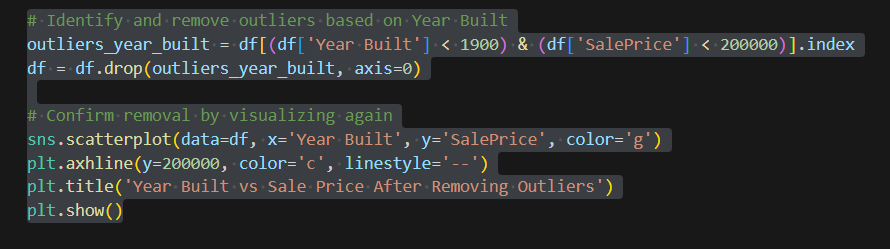 # Identify and remove outliers based on Year Built
outliers_year_built = df[(df['Year Built'] < 1900) & (df['SalePrice'] < 200000)].index
df = df.drop(outliers_year_built, axis=0)
# Confirm removal by visualizing again
sns.scatterplot(data=df, x='Year Built', y='SalePrice', color='g')
plt.axhline(y=200000, color='c', linestyle='--')
plt.title('Year Built vs Sale Price After Removing Outliers')
plt.show()